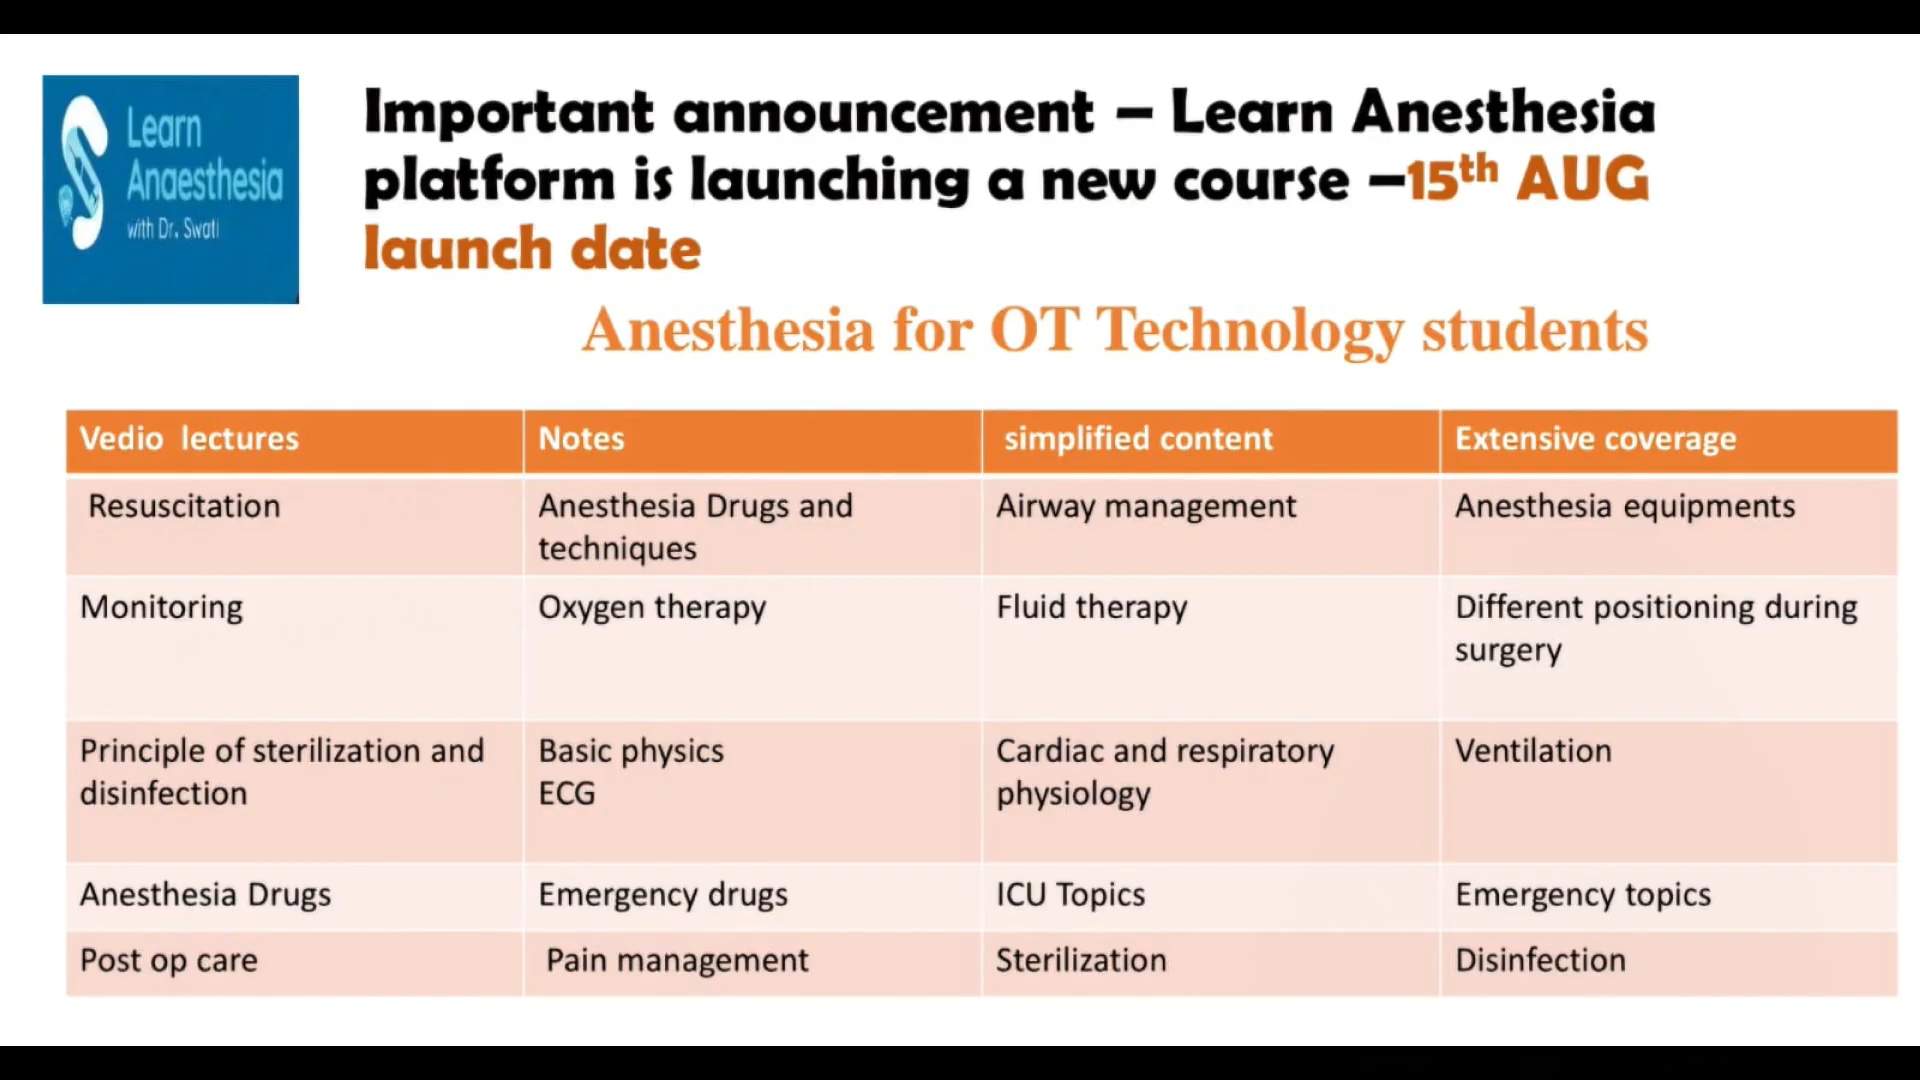 Learn
Anaesthesia
with Dr. Swati
Important announcement – Learn Anesthesia
platform is launching a new course –15th AUG
launch date
Anesthesia for OT Technology students
Vedio lectures
Notes
simplified content
Extensive coverage
Resuscitation
Anesthesia Drugs and
techniques
Airway management
Anesthesia equipments
Monitoring
Oxygen therapy
Fluid therapy
Different positioning during
surgery
Principle of sterilization and
disinfection
Basic physics
ECG
Cardiac and respiratory
physiology
Ventilation
Anesthesia Drugs
Emergency drugs
ICU Topics
Emergency topics
Post op care
Pain management
Sterilization
Disinfection